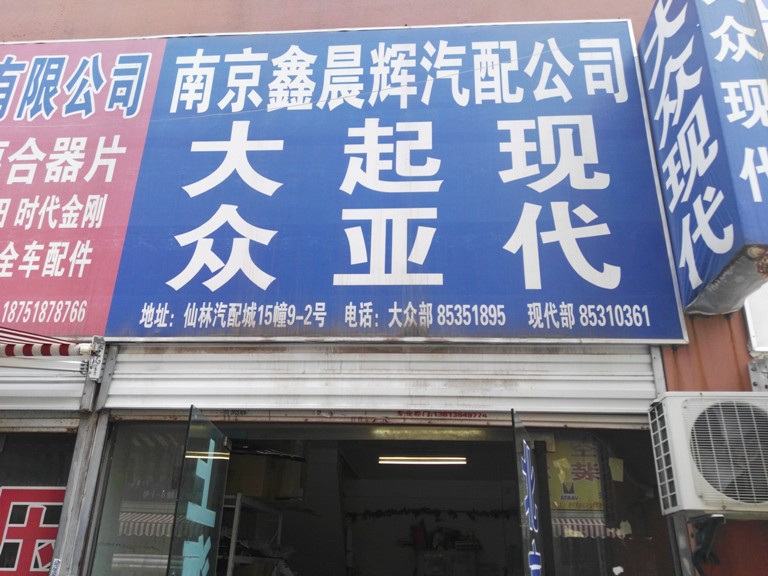 有限公司
合器片
时代金刚
全车配件
18751878766
南京鑫晨辉汽配公司
大 起 现
众 亚 代
地址：仙林汽配城15幢9-2号 电话：大众部 85351895 现代部 85310361
大众现代
众现代